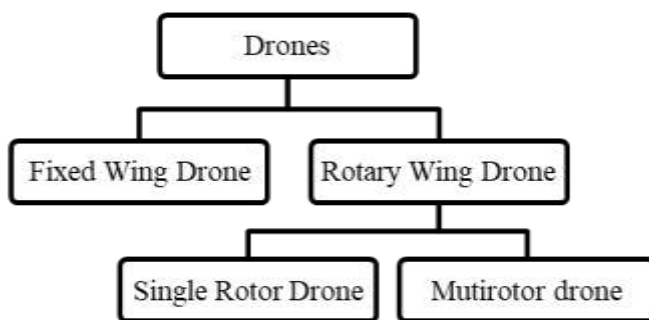 Drones
Fixed Wing Drone
Rotary Wing Drone
Single Rotor Drone
Mutirotor drone